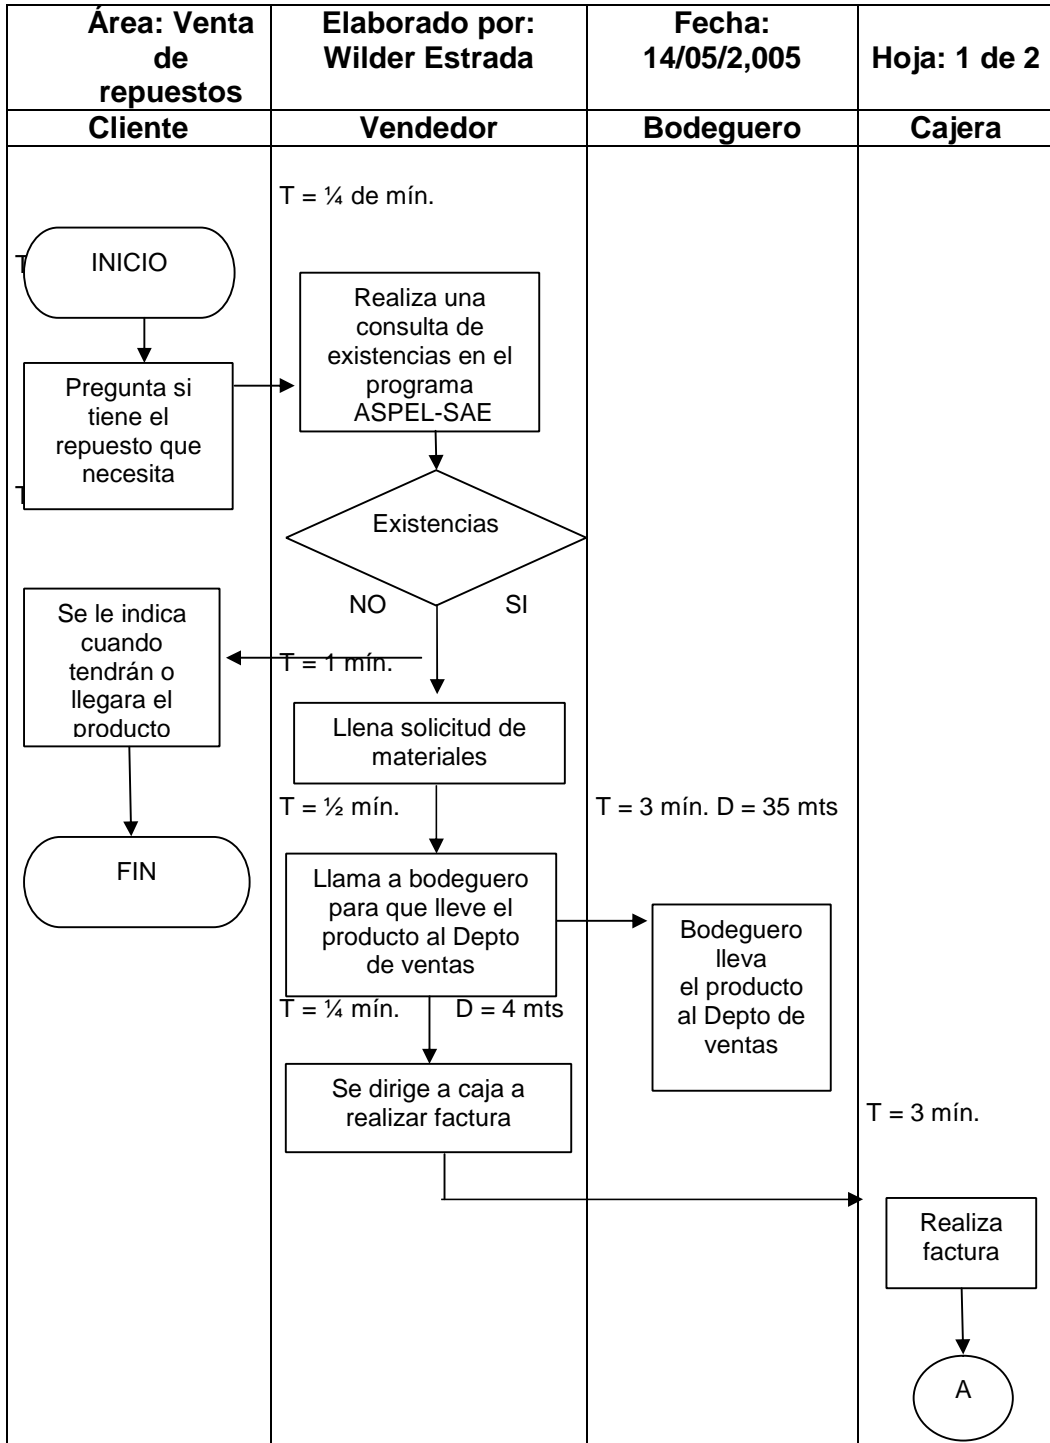 Área: Venta
de
repuestos
Elaborado por:
Wilder Estrada
Fecha:
14/05/2,005
Hoja: 1 de 2
Cliente
Vendedor
Bodeguero
Cajera
T = ¼ de mín.
T
INICIO
Realiza una
consulta de
existencias en el
programa
ASPEL-SAE
Pregunta si
tiene el
repuesto que
necesita
T
Existencias
NO
SI
Se le indica
cuando
tendrán o
llegara el
producto
T = 1 mín.
Llena solicitud de
materiales
T = ½ mín.
T = 3 mín. D = 35 mts
FIN
Llama a bodeguero
para que lleve el
producto al Depto
de ventas
Bodeguero
lleva
el producto
al Depto de
ventas
T = ¼ mín.
D = 4 mts
Se dirige a caja a
realizar factura
T = 3 mín.
Realiza
factura
A